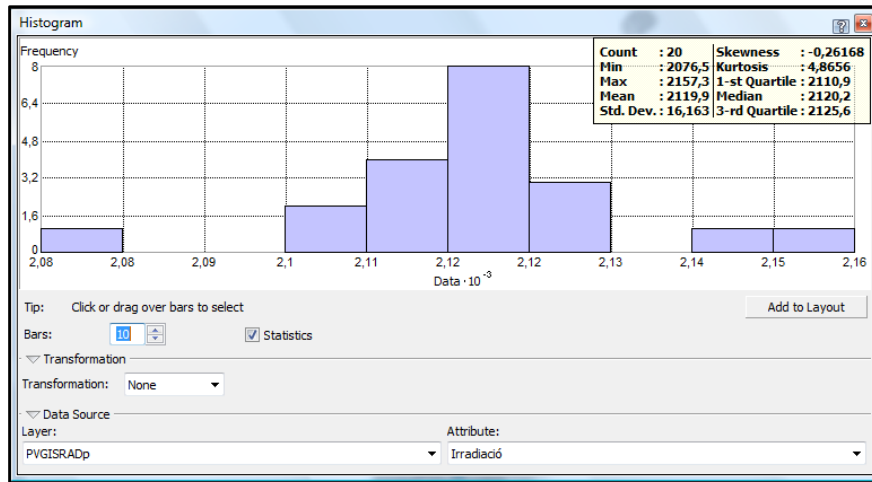 Histogram
Frequency
Count : 20 Skewness : -0,26168
Min : 2076,5 Kurtosis : 4,8656
Max : 2157,3 1-st Quartile : 2110,9
Mean : 2119,9 Median : 2120,2
Std. Dev. : 16,163 3-rd Quartile : 2125,6
8
6,4
4,8
3,2
1,6
0
2,08 2,08 2,09 2,1 2,11 2,12 2,12 2,13 2,14 2,15 2,16
Data · 10 -3
Tip: Click or drag over bars to select Add to Layout
Bars: 10 Statistics
Transformation
Transformation: None
Data Source
Layer: Attribute:
PVGISRADp Irradiació